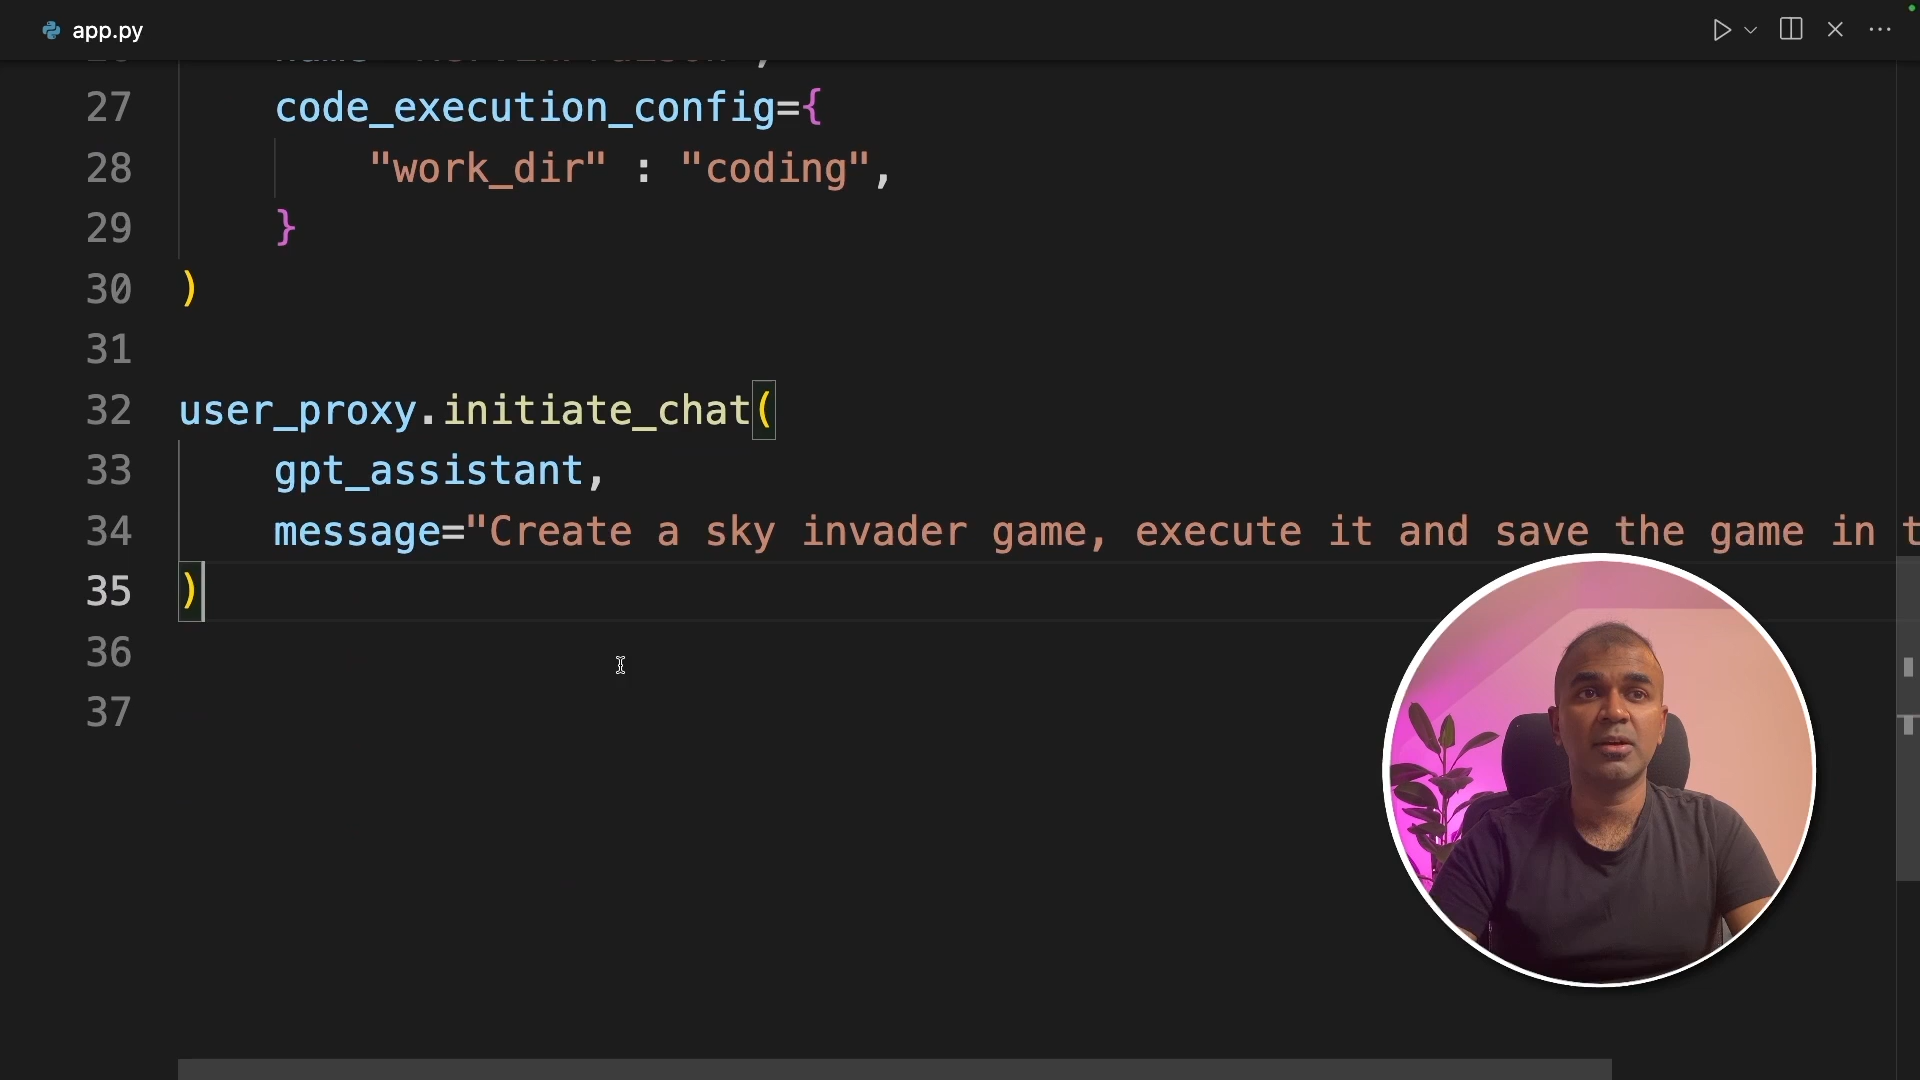 app.py
27 code_execution_config={
28 "work_dir" : "coding",
29 }
30 )
31
32 user_proxy.initiate_chat(
33 gpt_assistant,
34 message="Create a sky invader game, execute it and save the game in t
35 )
36
37